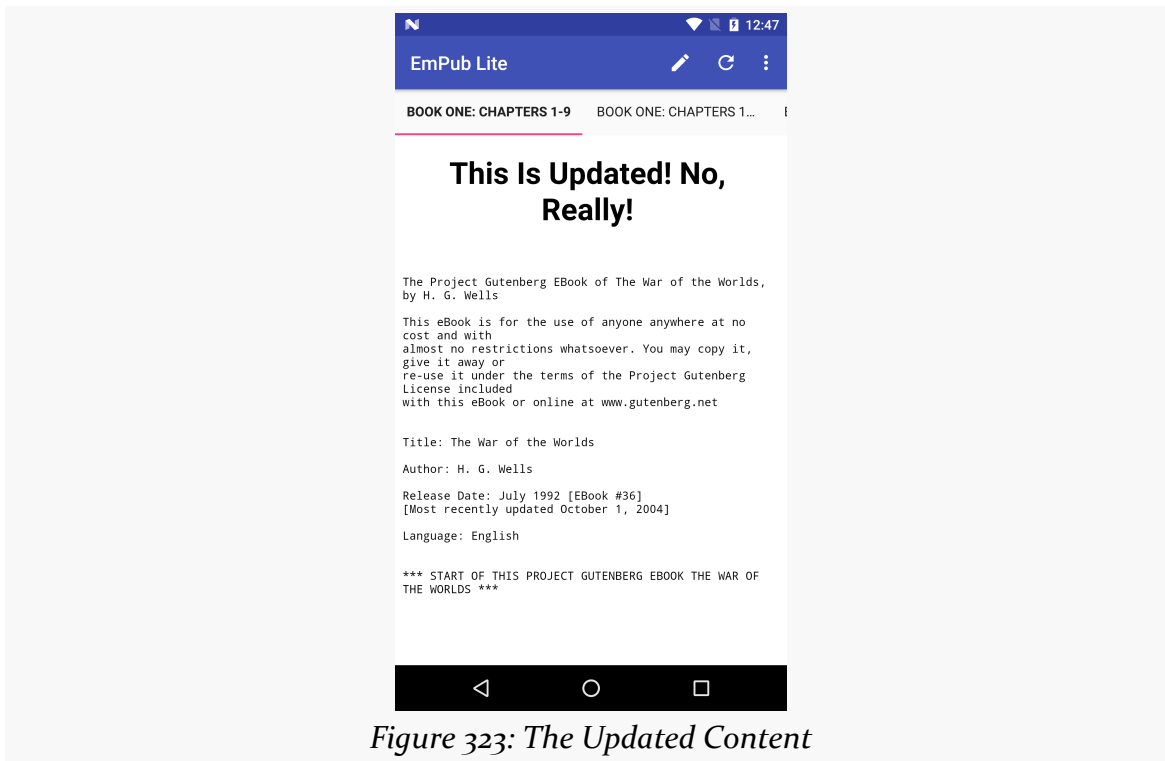 12:47
EmPub Lite
BOOK ONE: CHAPTERS 1-9 BOOK ONE: CHAPTERS 1...
This Is Updated! No,
Really!
The Project Gutenberg EBook of The War of the Worlds,
by H. G. Wells
This eBook is for the use of anyone anywhere at no
cost and with
almost no restrictions whatsoever. You may copy it,
give it away or
re-use it under the terms of the Project Gutenberg
License included
with this eBook or online at www.gutenberg.net
Title: The War of the Worlds
Author: H. G. Wells
Release Date: July 1992 [EBook #36]
[Most recently updated October 1, 2004]
Language: English
*** START OF THIS PROJECT GUTENBERG EBOOK THE WAR OF
THE WORLDS ***
Figure 323: The Updated Content